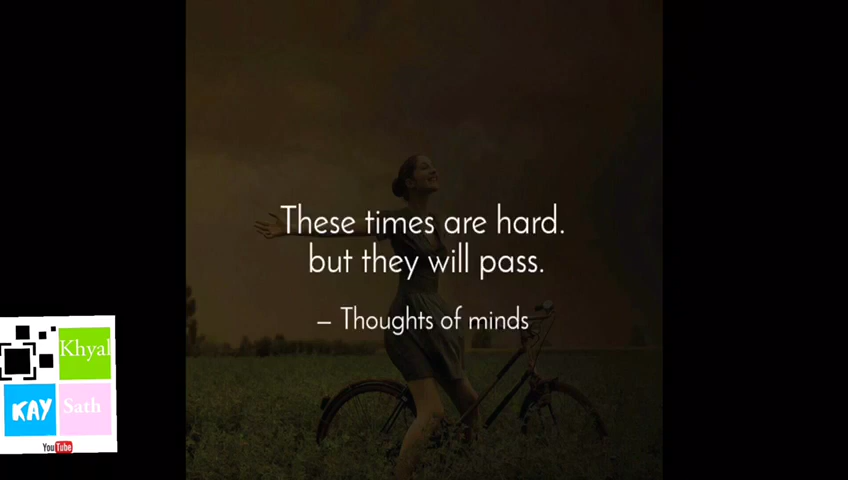 These times are hard.
but they will pass.
– Thoughts of minds
Khyal
KAY
Sath
YouTube